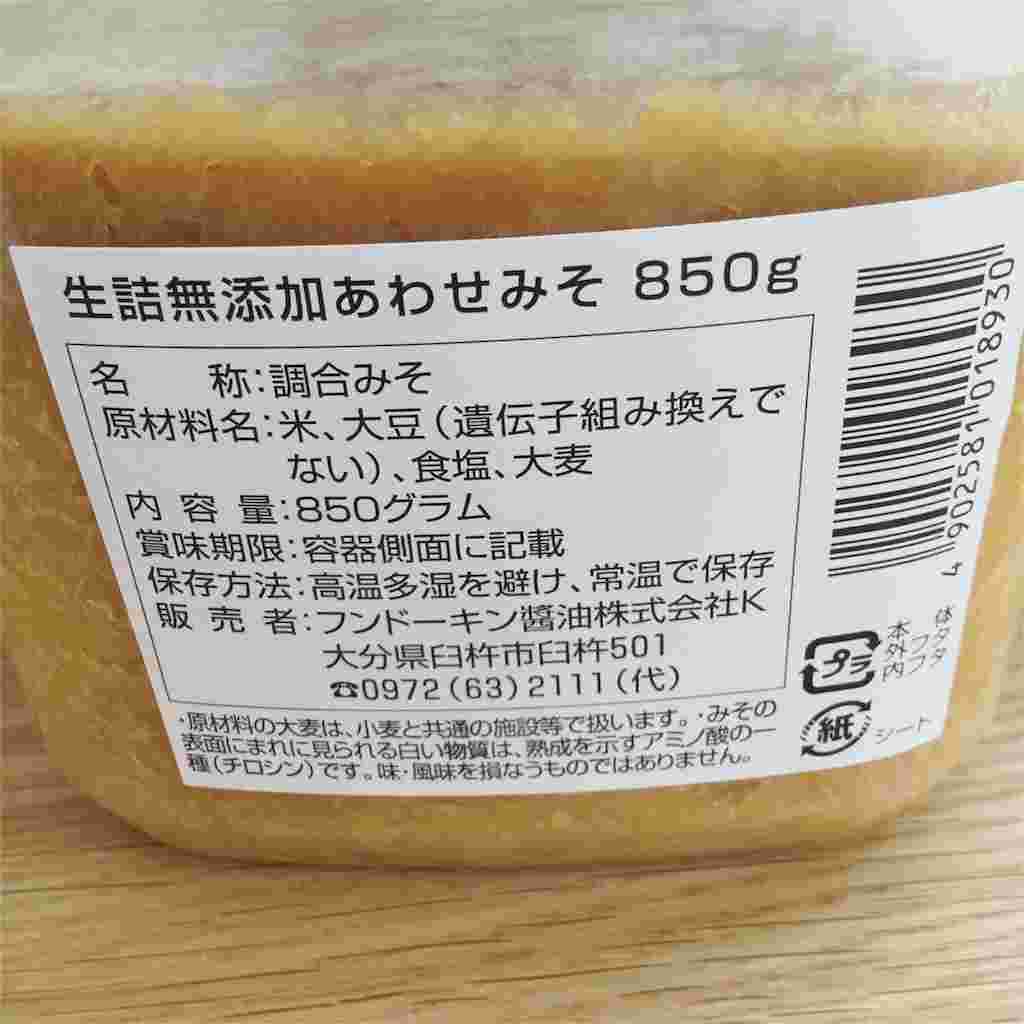 生詰無添加あわせみそ 850g
名 称:調合みそ
原材料名:米、大豆(遺伝子組み換えで
ない)、食塩、大麦
内容量:850グラム
賞味期限:容器側面に記載
保存方法:高温多湿を避け、常温で保存
販売者:フンドーキン醬油株式会社K
大分県臼杵市臼杵501
☎0972(63)2111(代)
・原材料の大麦は、小麦と共通の施設等で扱います。・みその
表面にまれに見られる白い物質は、熟成を示すアミノ酸の一
種(チロシン)です。味・風味を損なうものではありません。
4902581018930
プラ
本体
外フタ
内フタ
紙
シート